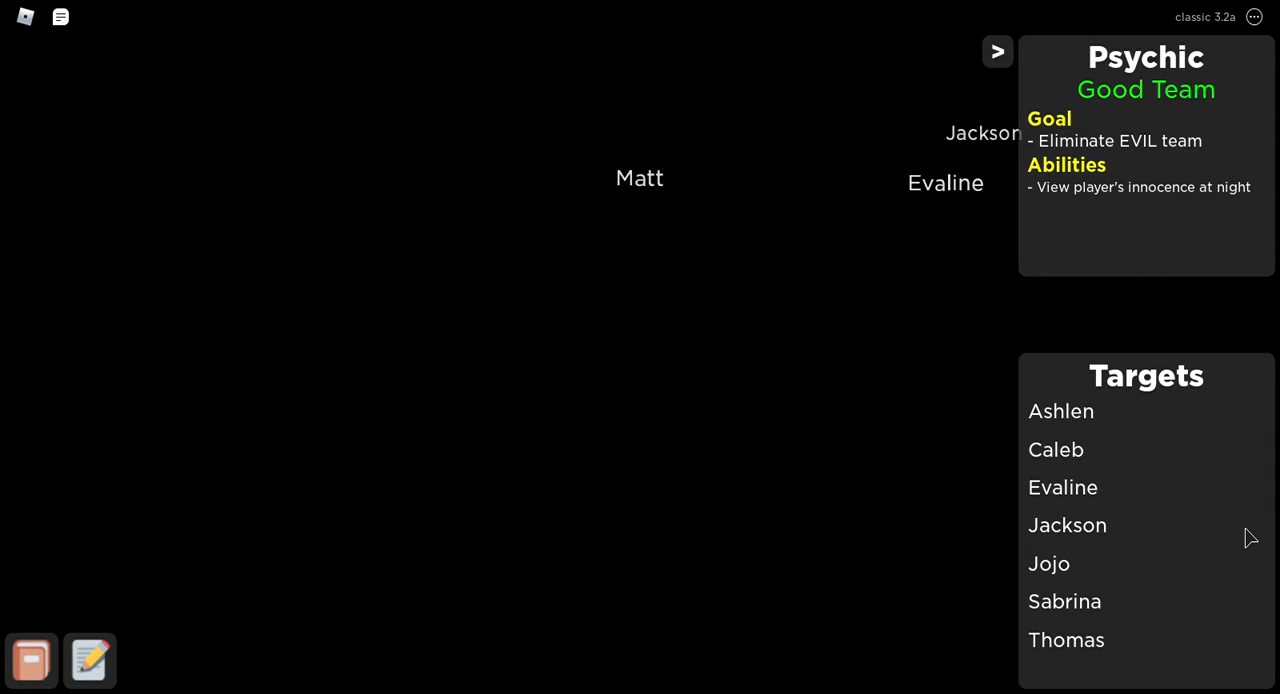 classic 3.2a
>
Psychic
Good Team
Goal
- Eliminate EVIL team
Abilities
- View player's innocence at night
Jackson
Matt
Evaline
Targets
Ashlen
Caleb
Evaline
Jackson
Jojo
Sabrina
Thomas